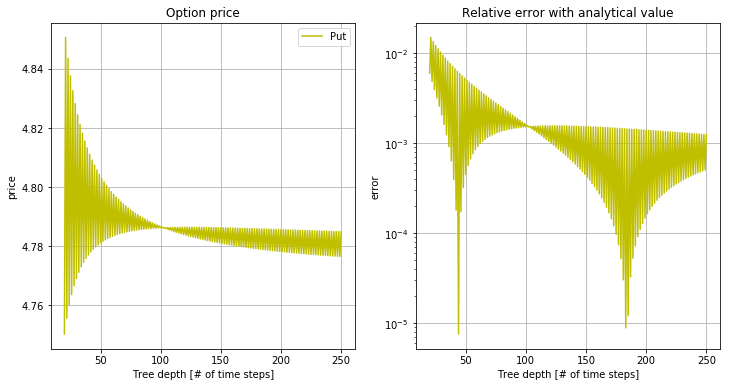 Option price
Put
4.84
4.82
4.80
4.78
4.76
price
50
100
150
200
250
Tree depth [# of time steps]
Relative error with analytical value
10⁻²
10⁻³
10⁻⁴
10⁻⁵
error
50
100
150
200
250
Tree depth [# of time steps]